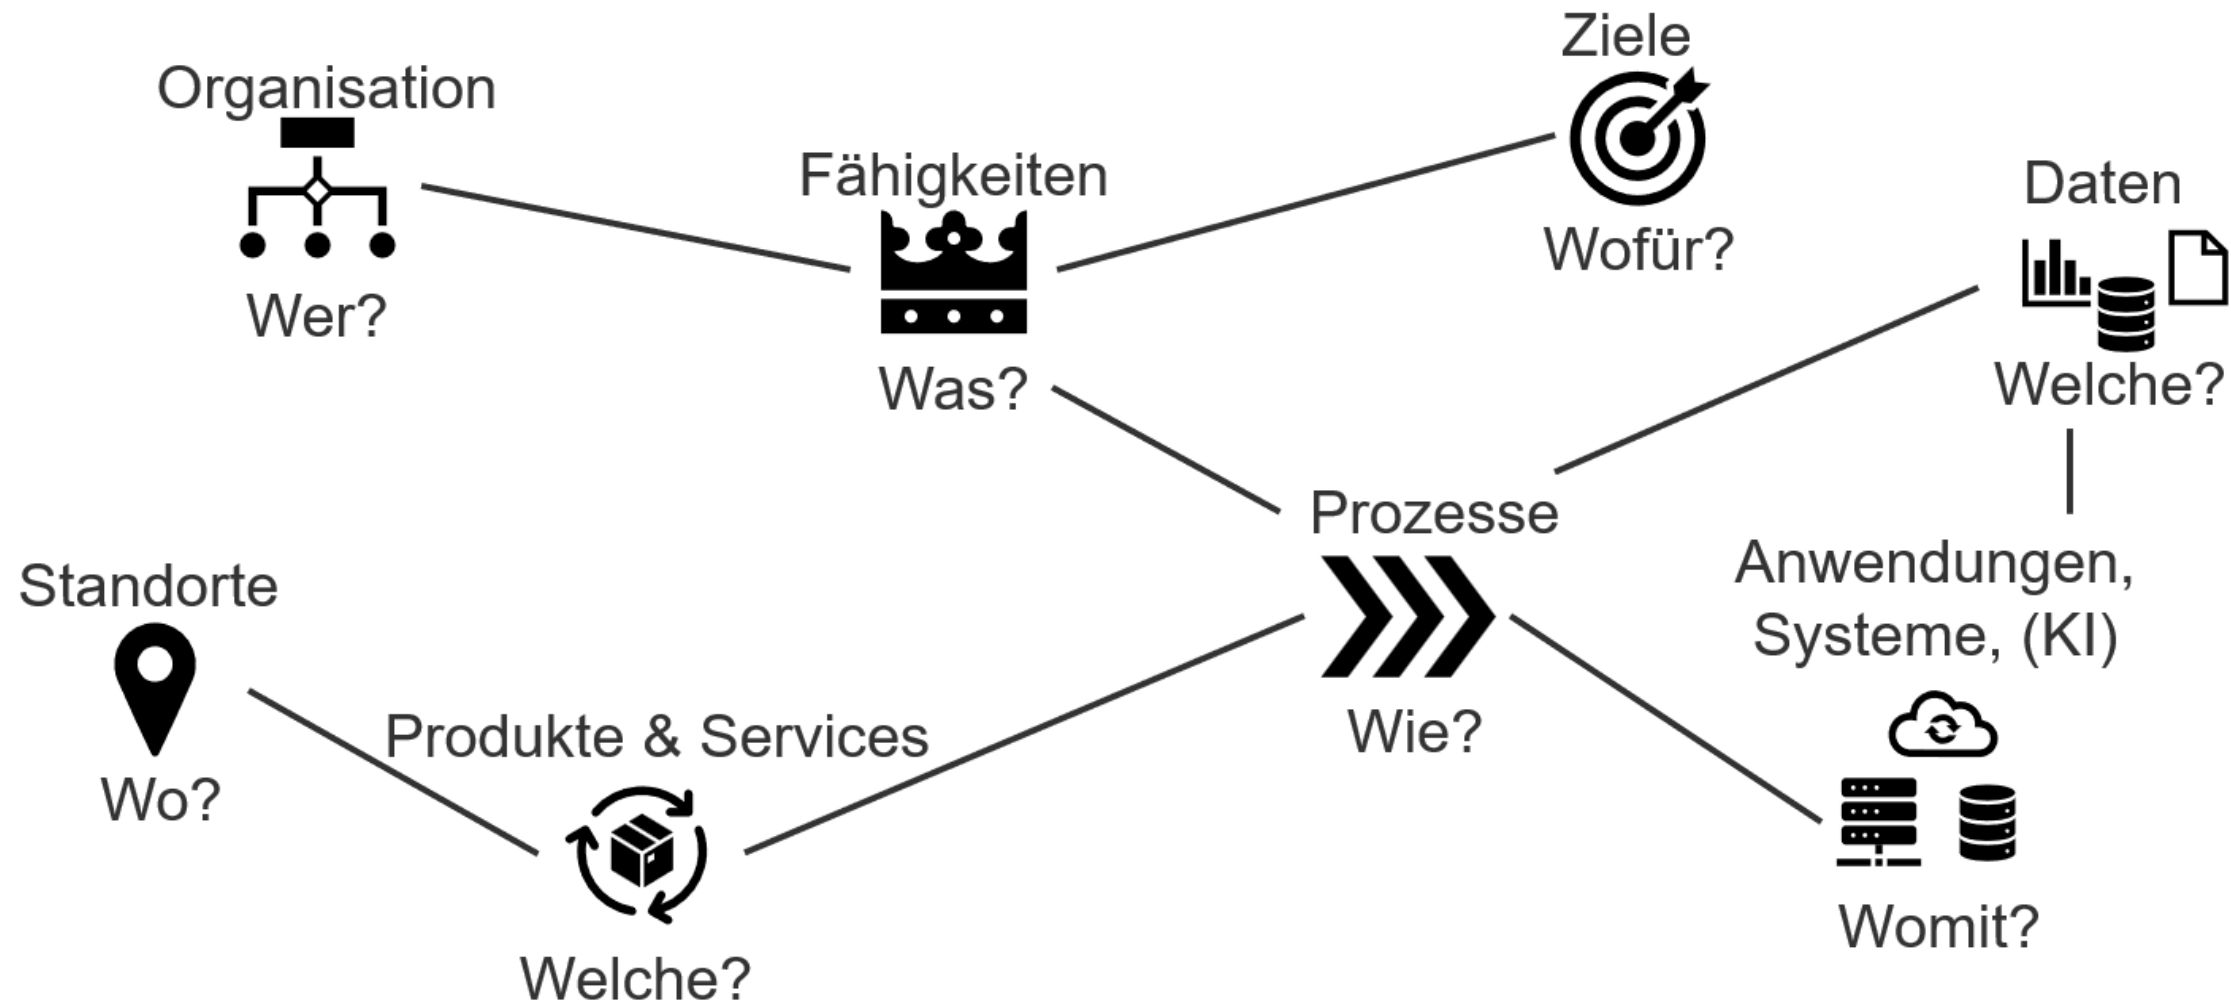 Organisation
Wer?
Fähigkeiten
Was?
Ziele
Wofür?
Daten
Welche?
Prozesse
Wie?
Anwendungen,
Systeme, (KI)
Womit?
Standorte
Wo?
Produkte & Services
Welche?